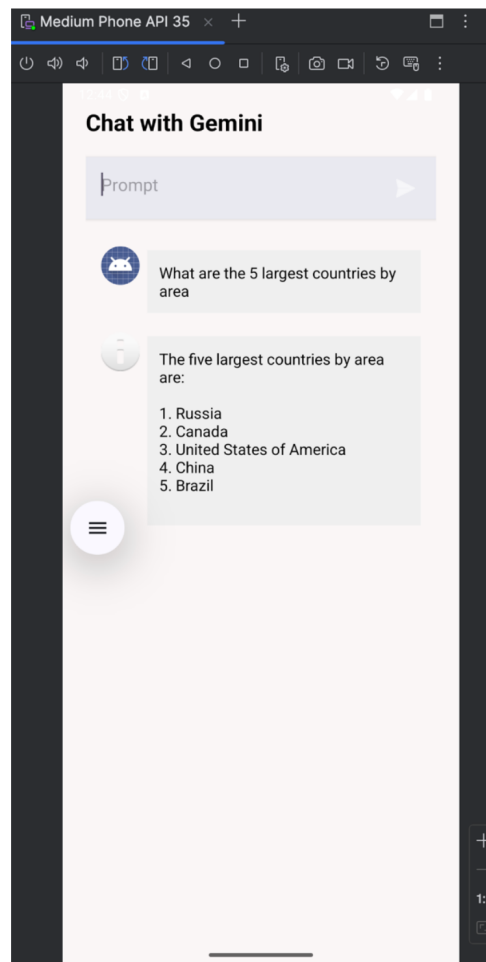 Medium Phone API 35
Chat with Gemini
Prompt
What are the 5 largest countries by
area
The five largest countries by area
are:
1. Russia
2. Canada
3. United States of America
4. China
5. Brazil
1: